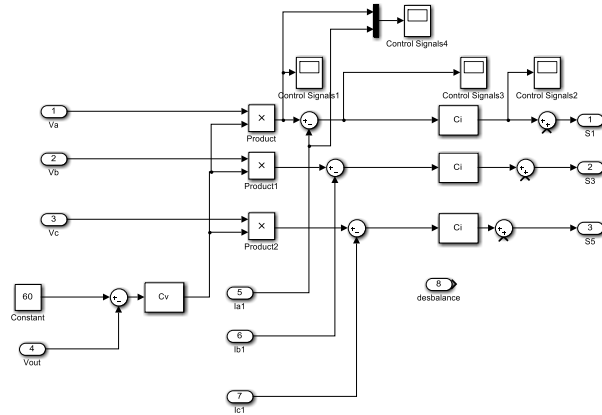 Control Signals4
Control Signals1
Control Signals3
Control Signals2
1
Va
×
Product
+
-
Ci
+
+
1
S1
2
Vb
×
Product1
+
-
Ci
+
+
2
S3
3
Vc
×
Product2
+
-
Ci
+
+
3
S5
60
Constant
+
-
Cv
5
Ia1
8
desbalance
4
Vout
6
Ib1
7
Ic1